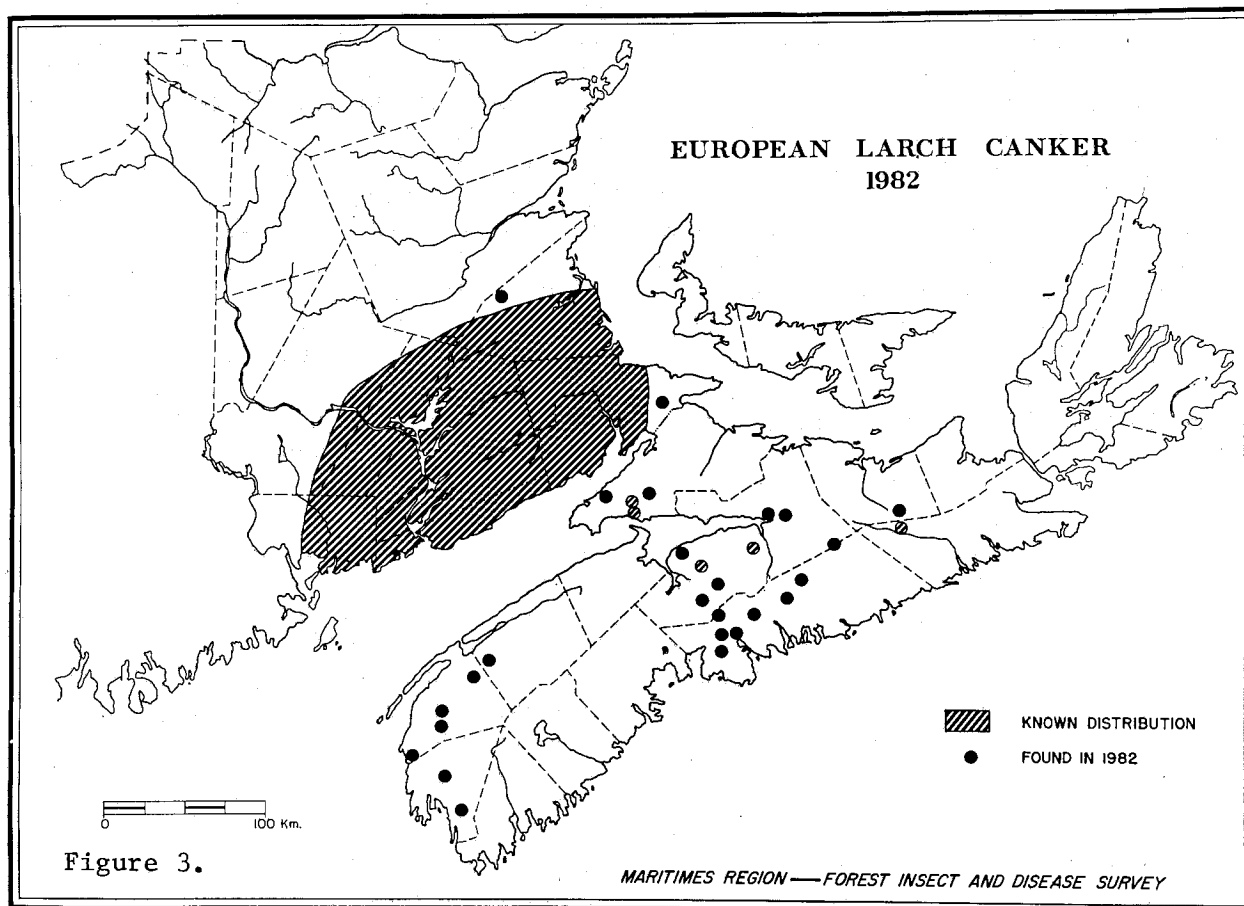 EUROPEAN LARCH CANKER
1982
KNOWN DISTRIBUTION
FOUND IN 1982
0 100 Km.
Figure 3.
MARITIMES REGION — FOREST INSECT AND DISEASE SURVEY